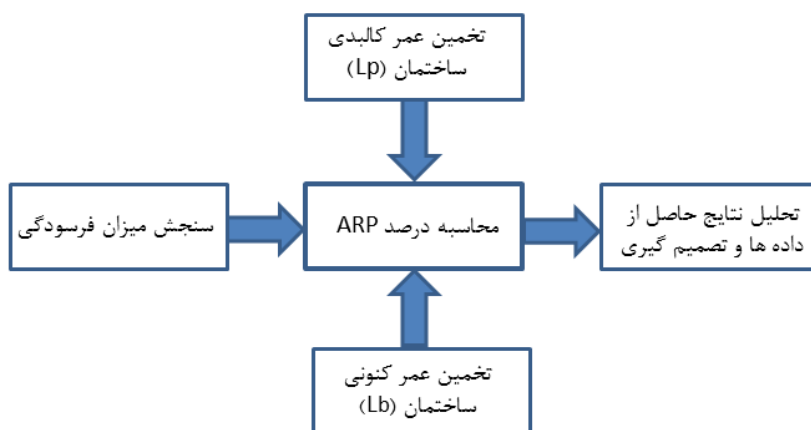 تخمین عمر کالبدی
ساختمان (Lp)
سنجش میزان فرسودگی
محاسبه درصد ARP
تحلیل نتایج حاصل از
داده ها و تصمیم گیری
تخمین عمر کنونی
ساختمان (Lb)